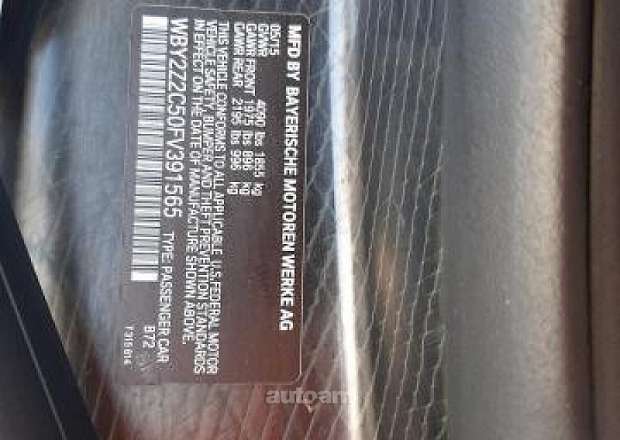 MFD BY BAYERISCHE MOTOREN WERKE AG
05/15
GVWR 4090 lbs 1855 kg
GAWR FRONT 1975 lbs 896 kg
GAWR REAR 2195 lbs 996 kg
THIS VEHICLE CONFORMS TO ALL APPLICABLE U.S. FEDERAL MOTOR
VEHICLE SAFETY, BUMPER AND THEFT PREVENTION STANDARDS
IN EFFECT ON THE DATE OF MANUFACTURE SHOWN ABOVE.
WBY2Z2C50FV391565 TYPE: PASSENGER CAR
B72
autoam